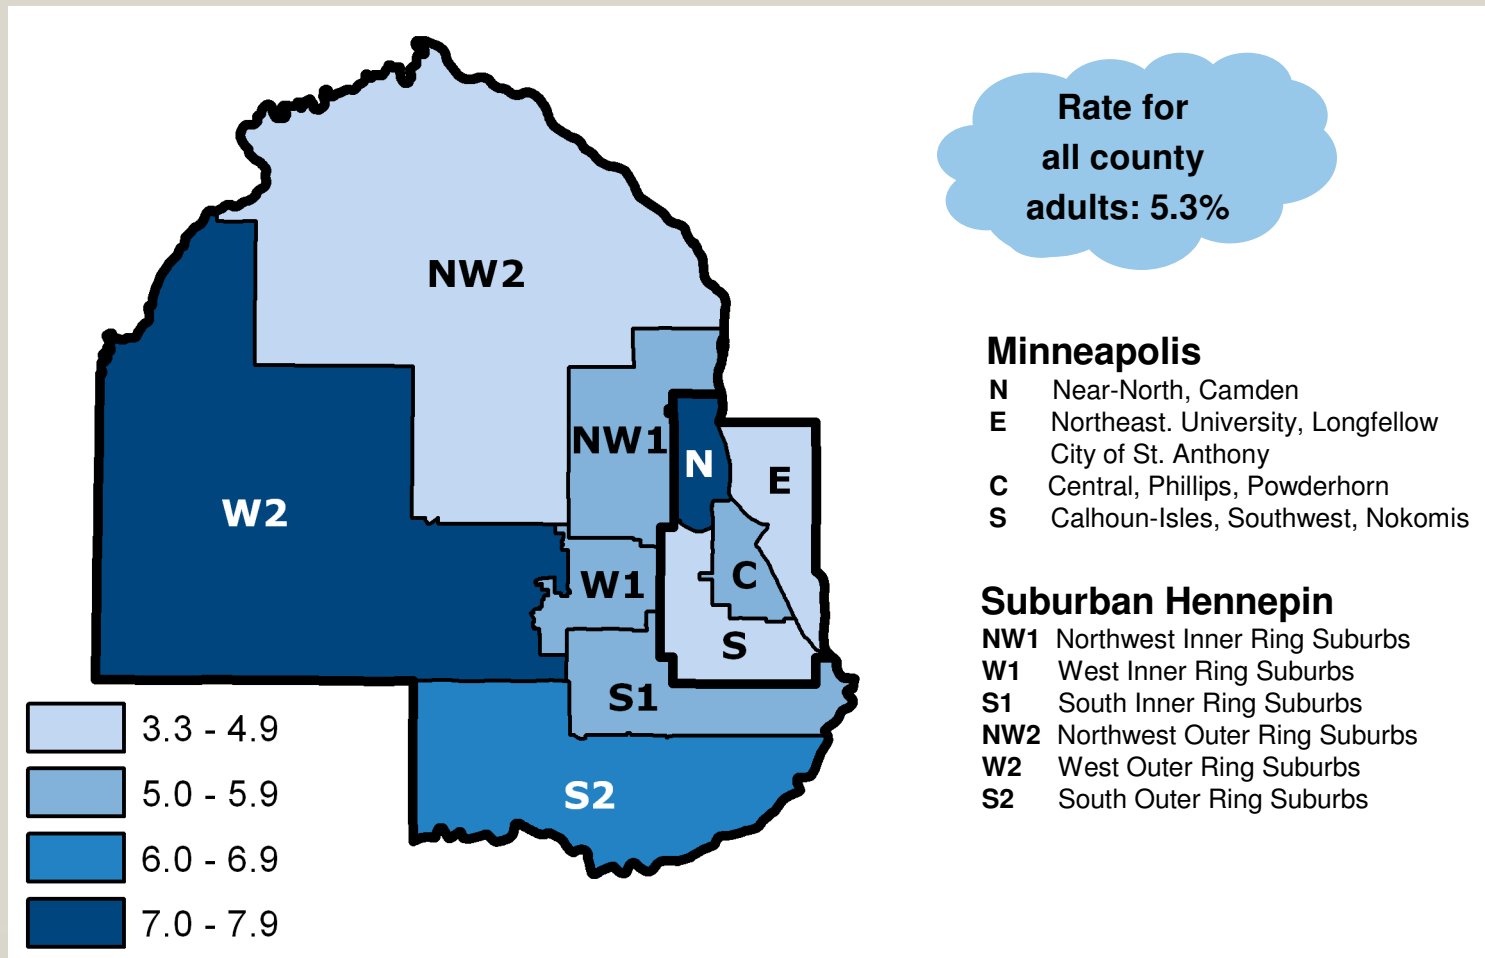 Rate for
all county
adults: 5.3%
NW2
NW1
N
E
W2
W1
C
S
S1
S2
3.3 - 4.9
5.0 - 5.9
6.0 - 6.9
7.0 - 7.9
Minneapolis
N Near-North, Camden
E Northeast. University, Longfellow
City of St. Anthony
C Central, Phillips, Powderhorn
S Calhoun-Isles, Southwest, Nokomis
Suburban Hennepin
NW1 Northwest Inner Ring Suburbs
W1 West Inner Ring Suburbs
S1 South Inner Ring Suburbs
NW2 Northwest Outer Ring Suburbs
W2 West Outer Ring Suburbs
S2 South Outer Ring Suburbs